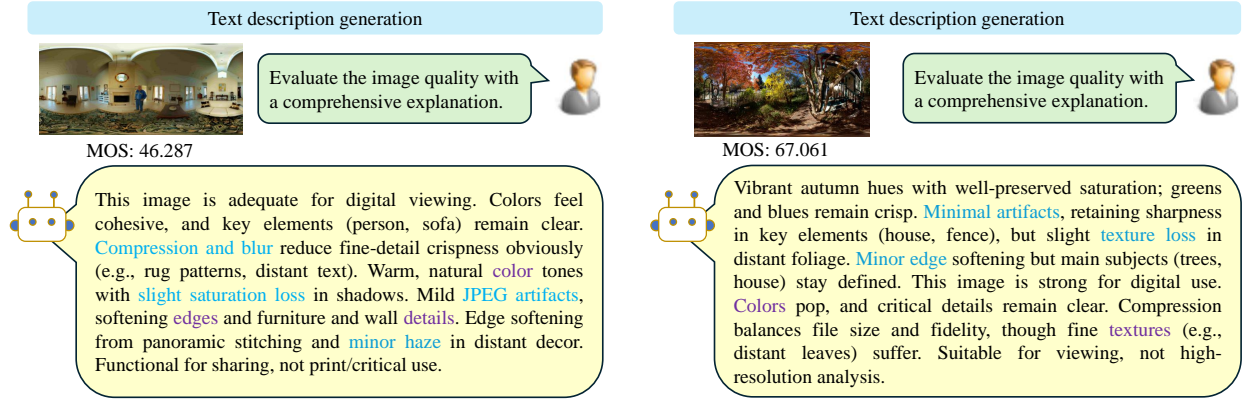 Text description generation
Evaluate the image quality with
a comprehensive explanation.
MOS: 46.287
This image is adequate for digital viewing. Colors feel
cohesive, and key elements (person, sofa) remain clear.
Compression and blur reduce fine-detail crispness obviously
(e.g., rug patterns, distant text). Warm, natural color tones
with slight saturation loss in shadows. Mild JPEG artifacts,
softening edges and furniture and wall details. Edge softening
from panoramic stitching and minor haze in distant decor.
Functional for sharing, not print/critical use.
Text description generation
Evaluate the image quality with
a comprehensive explanation.
MOS: 67.061
Vibrant autumn hues with well-preserved saturation; greens
and blues remain crisp. Minimal artifacts, retaining sharpness
in key elements (house, fence), but slight texture loss in
distant foliage. Minor edge softening but main subjects (trees,
house) stay defined. This image is strong for digital use.
Colors pop, and critical details remain clear. Compression
balances file size and fidelity, though fine textures (e.g.,
distant leaves) suffer. Suitable for viewing, not high-
resolution analysis.